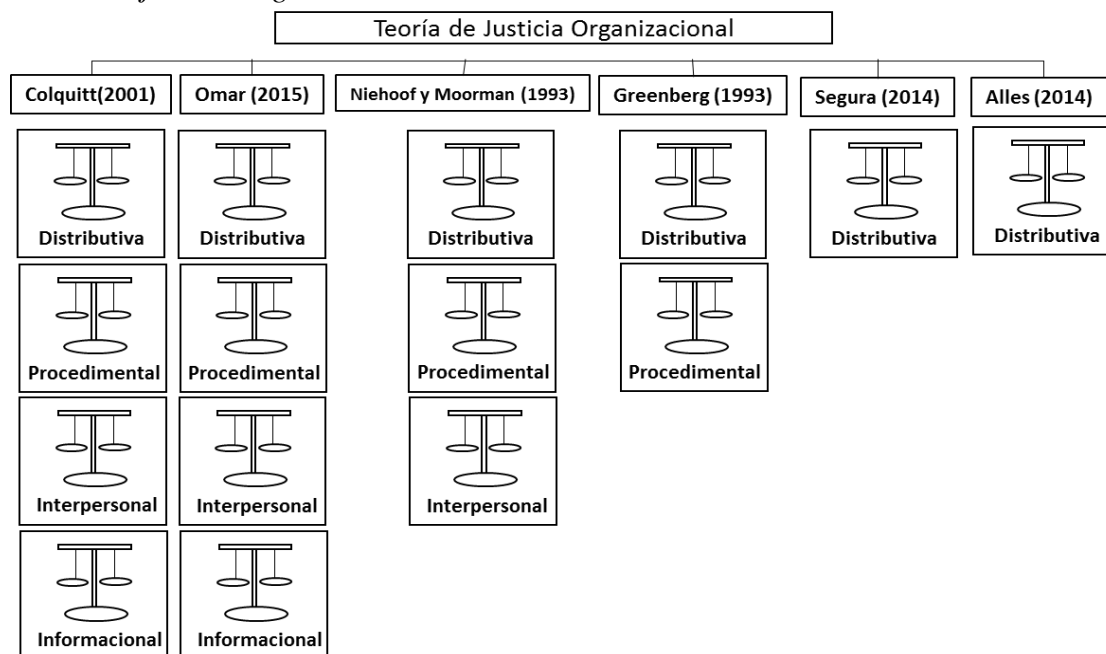 Teoría de Justicia Organizacional
Colquitt(2001) Omar (2015) Niehoof y Moorman (1993) Greenberg (1993) Segura (2014) Alles (2014)
Distributiva Distributiva Distributiva Distributiva Distributiva Distributiva
Procedimental Procedimental Procedimental Procedimental
Interpersonal Interpersonal Interpersonal
Informacional Informacional